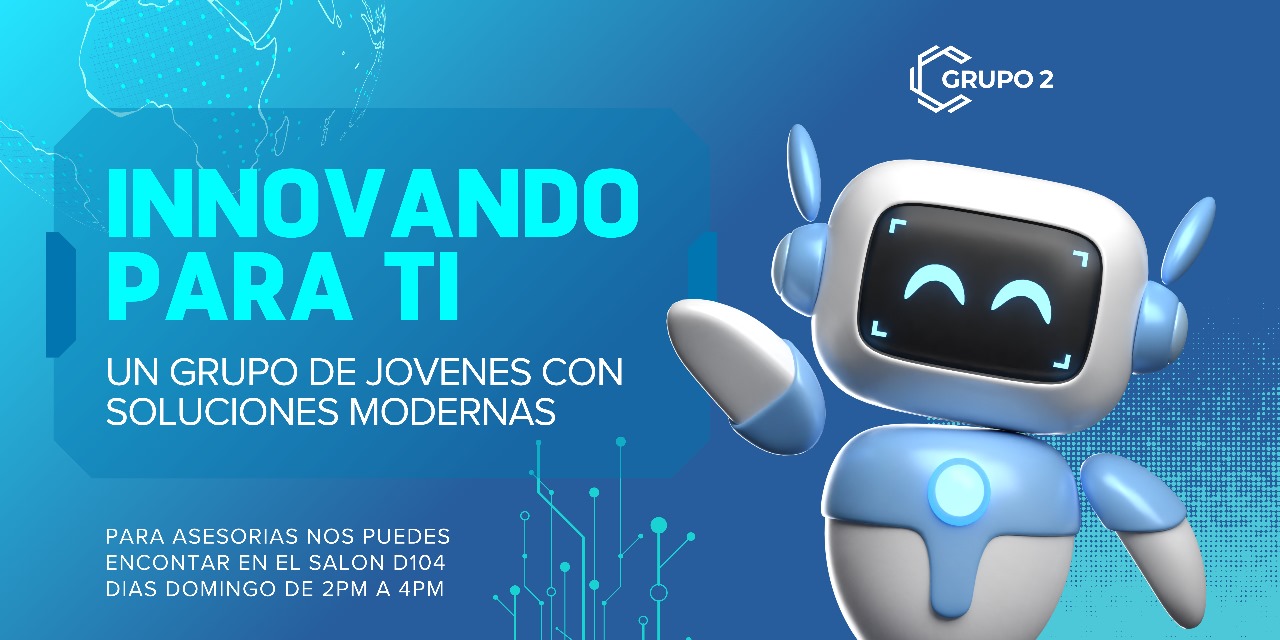 GRUPO 2
INNOVANDO
PARA TI
UN GRUPO DE JOVENES CON
SOLUCIONES MODERNAS
PARA ASESORIAS NOS PUEDES
ENCONTAR EN EL SALON D104
DIAS DOMINGO DE 2PM A 4PM